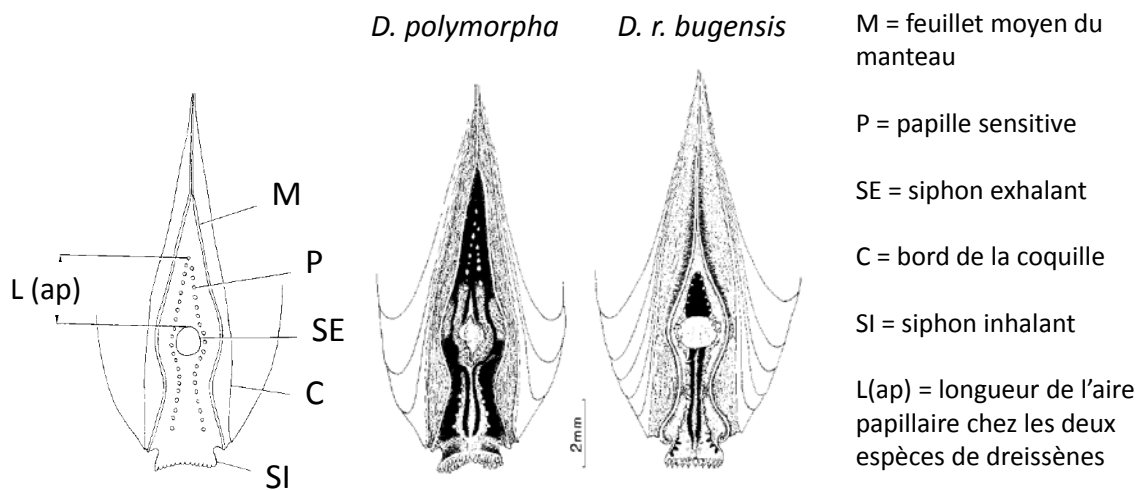 D. polymorpha
D. r. bugensis
M
P
L (ap)
SE
C
SI
2mm
M = feuillet moyen du
manteau
P = papille sensitive
SE = siphon exhalant
C = bord de la coquille
SI = siphon inhalant
L(ap) = longueur de l’aire
papillaire chez les deux
espèces de dreissènes